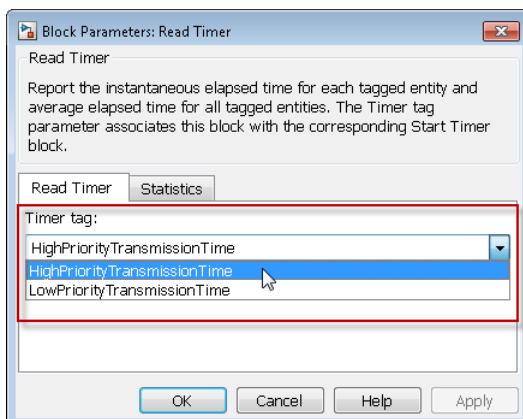 Block Parameters: Read Timer
Read Timer
Report the instantaneous elapsed time for each tagged entity and
average elapsed time for all tagged entities. The Timer tag
parameter associates this block with the corresponding Start Timer
block.
Read Timer Statistics
Timer tag:
HighPriorityTransmissionTime
HighPriorityTransmissionTime
LowPriorityTransmissionTime
OK Cancel Help Apply